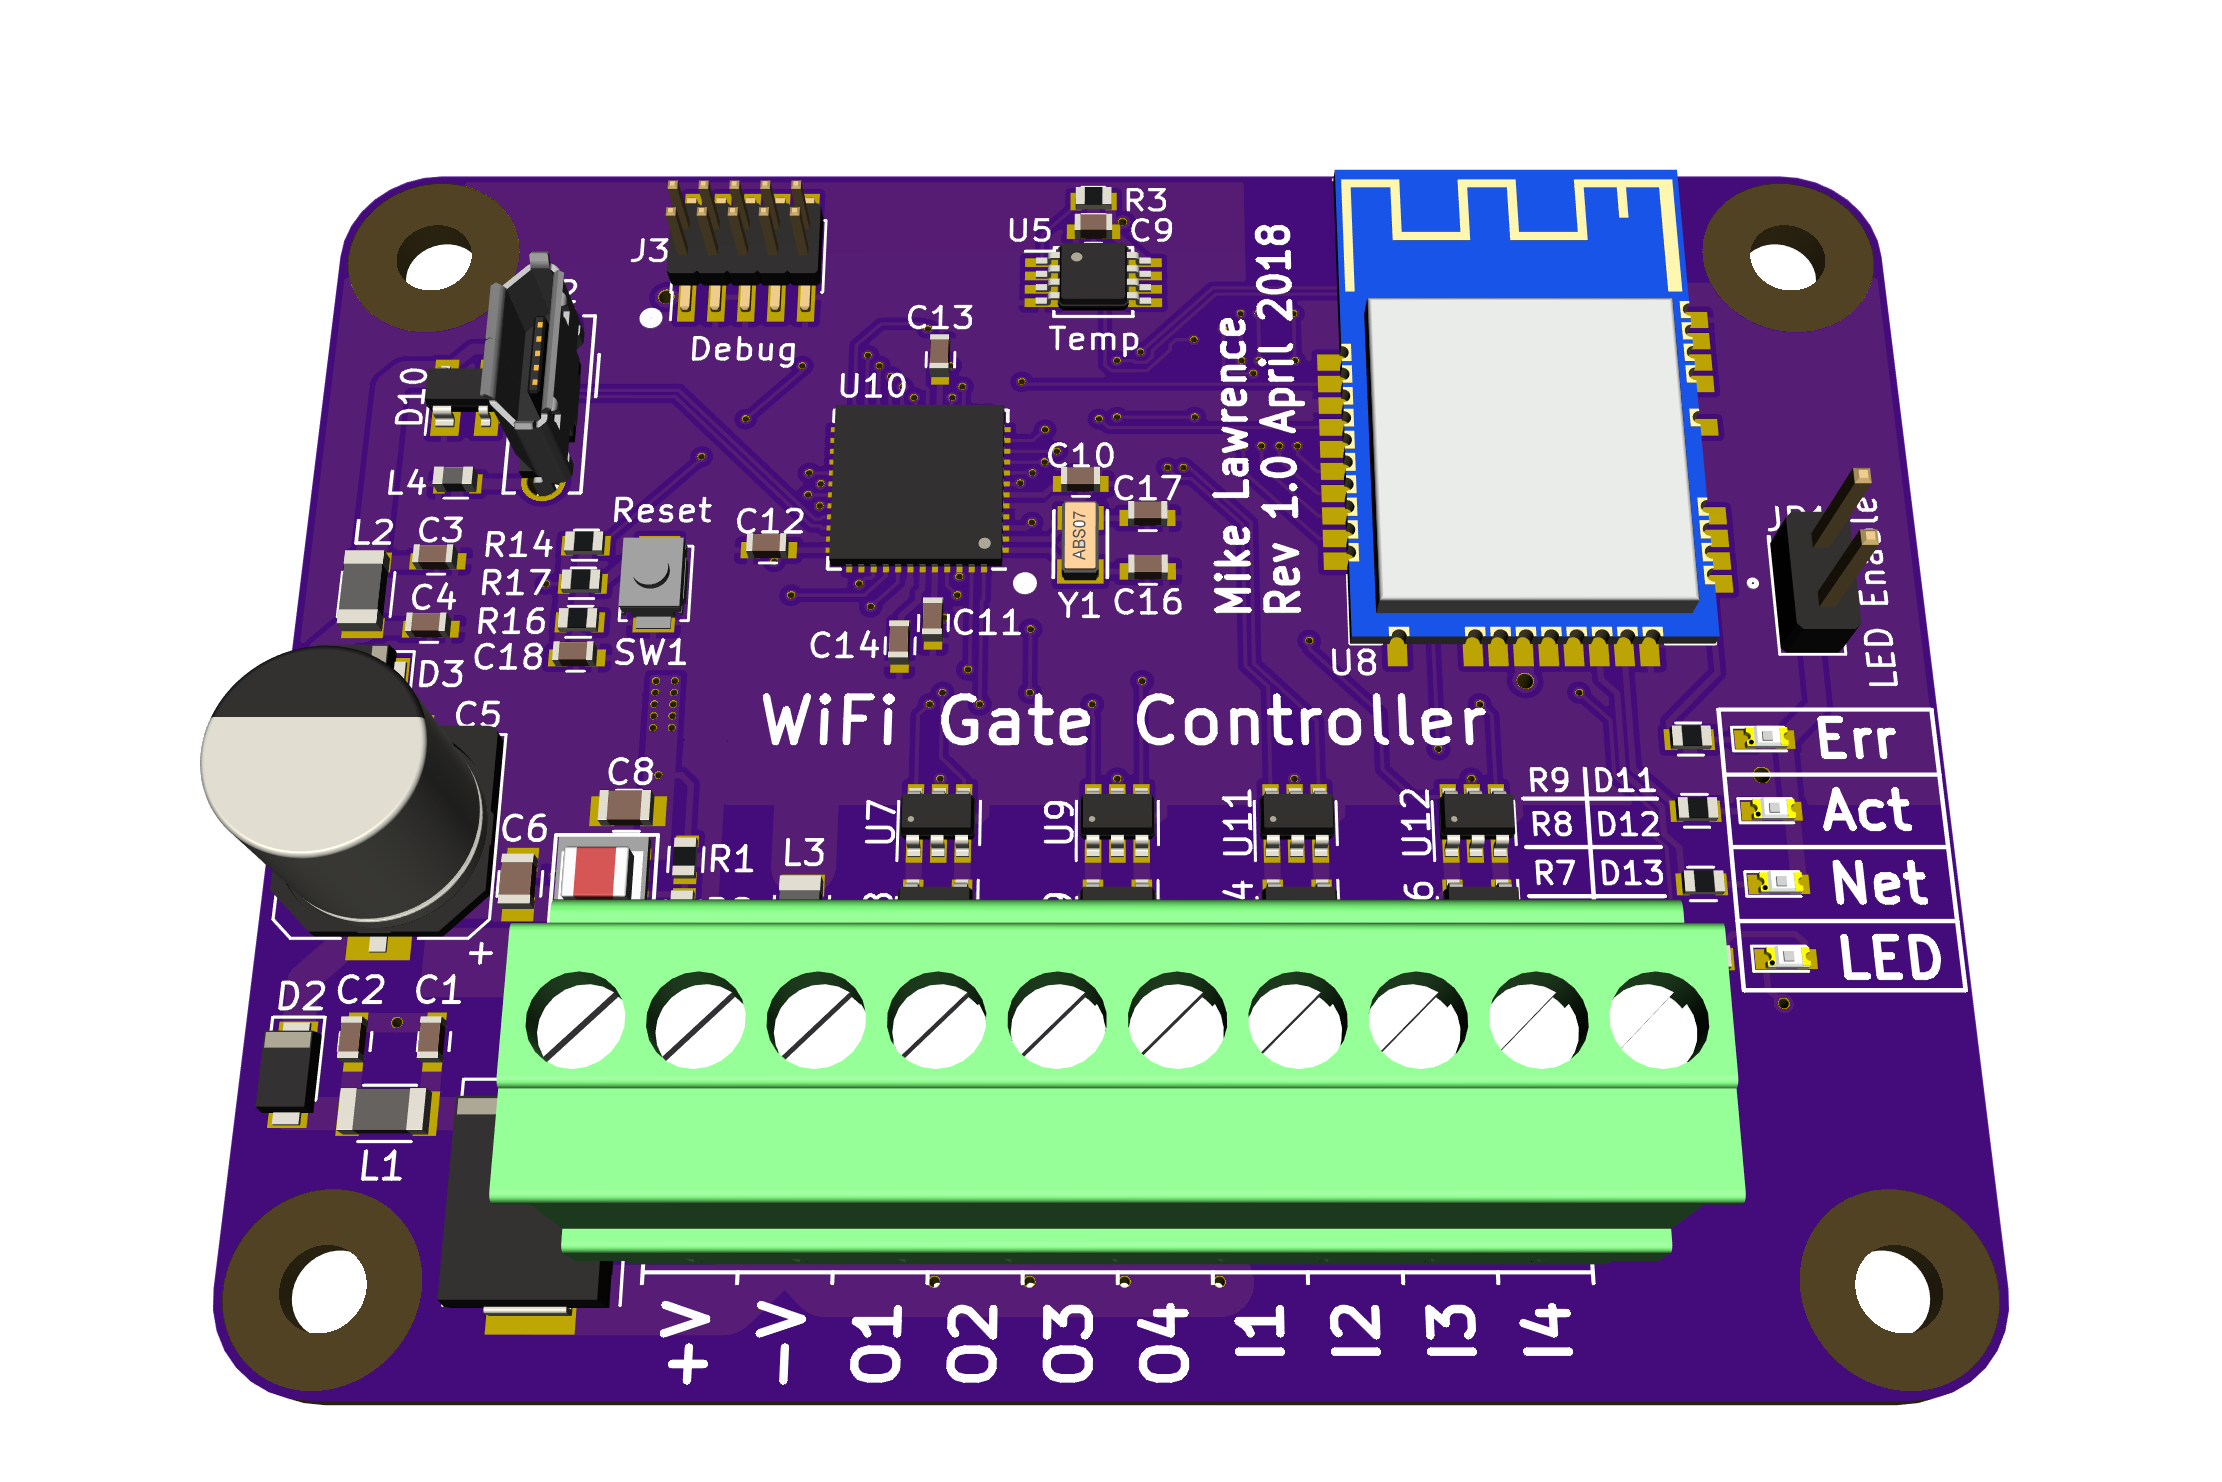 R3
C9
U5
Temp
J3
Debug
C13
U10
D10
L4
Reset
C12
C10
C17
ABS07
Y1
C16
Mike Lawrence
Rev 1.0 April 2018
L2
C3
C4
R14
R17
R16
C18
SW1
C14
C11
U8
LED Enable
D3
C5
WiFi Gate Controller
C8
C6
R1
L3
U7
U9
U11
U12
R9 D11
R8 D12
R7 D13
Err
Act
Net
LED
+
D2
C2
C1
L1
+V
-V
O1
O2
O3
O4
I1
I2
I3
I4